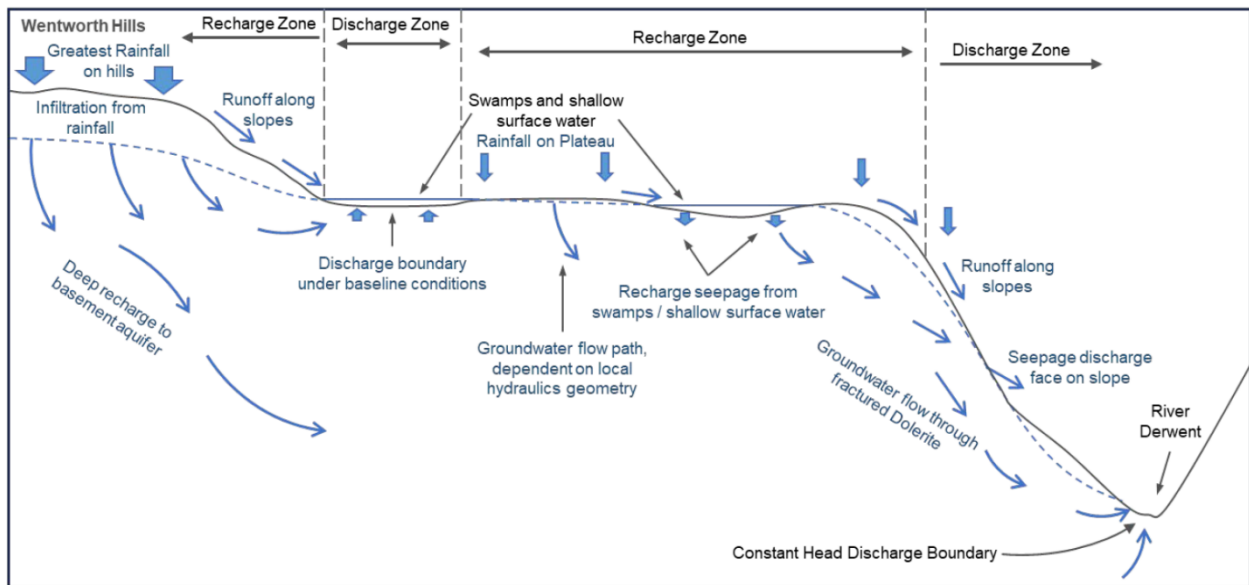 Wentworth Hills
Recharge Zone
Discharge Zone
Recharge Zone
Discharge Zone
Greatest Rainfall
on hills
Infiltration from
rainfall
Runoff along
slopes
Swamps and shallow
surface water
Rainfall on Plateau
Discharge boundary
under baseline conditions
Recharge seepage from
swamps / shallow surface water
Runoff along
slopes
Deep recharge to
basement aquifer
Groundwater flow path,
dependent on local
hydraulics geometry
Groundwater flow through
fractured Dolerite
Seepage discharge
face on slope
River
Derwent
Constant Head Discharge Boundary